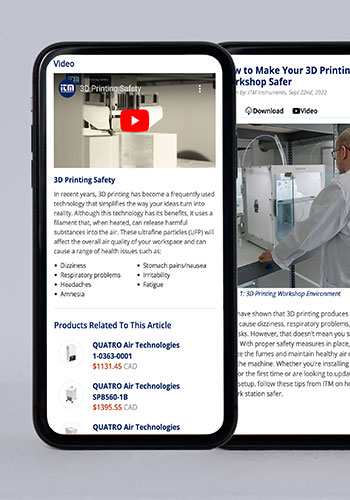 Video
iTM
3D Printing Safety
3D Printing Safety
In recent years, 3D printing has become a frequently used
technology that simplifies the way your ideas turn into
reality. Although this technology has its benefits, it uses a
filament that, when heated, can release harmful
substances into the air. These ultrafine particles (UFP) will
affect the overall air quality of your workspace and can
cause a range of health issues such as:
• Dizziness
• Respiratory problems
• Headaches
• Amnesia
• Stomach pains/nausea
• Irritability
• Fatigue
Products Related To This Article
QUATRO Air Technologies
1-0363-0001
$1131.45 CAD
QUATRO Air Technologies
SPB560-1B
$1395.55 CAD
QUATRO Air Technologies
w to Make Your 3D Printin
rkshop Safer
by: ITM Instruments, Sept 22nd, 2022
Download
Video
1: 3D Printing Workshop Environment
have shown that 3D printing produces
cause dizziness, respiratory problems,
ks. However, that doesn't mean you s
With proper safety measures in place,
e the fumes and maintain healthy air
the machine. Whether you're installing
or the first time or are looking to upda
setup, follow these tips from ITM on h
rk station safer.